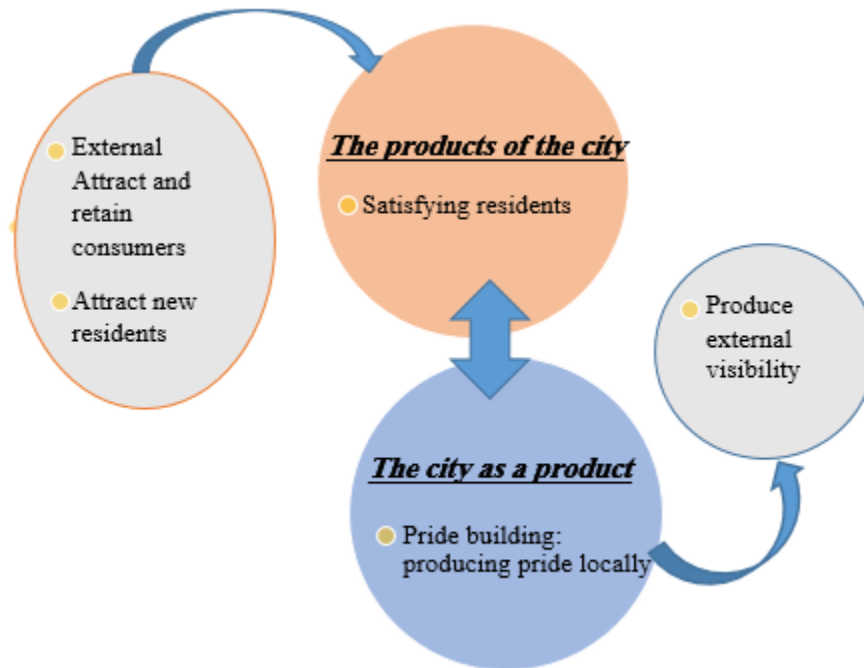 External
Attract and
retain
consumers
Attract new
residents
The products of the city
Satisfying residents
The city as a product
Pride building:
producing pride locally
Produce
external
visibility